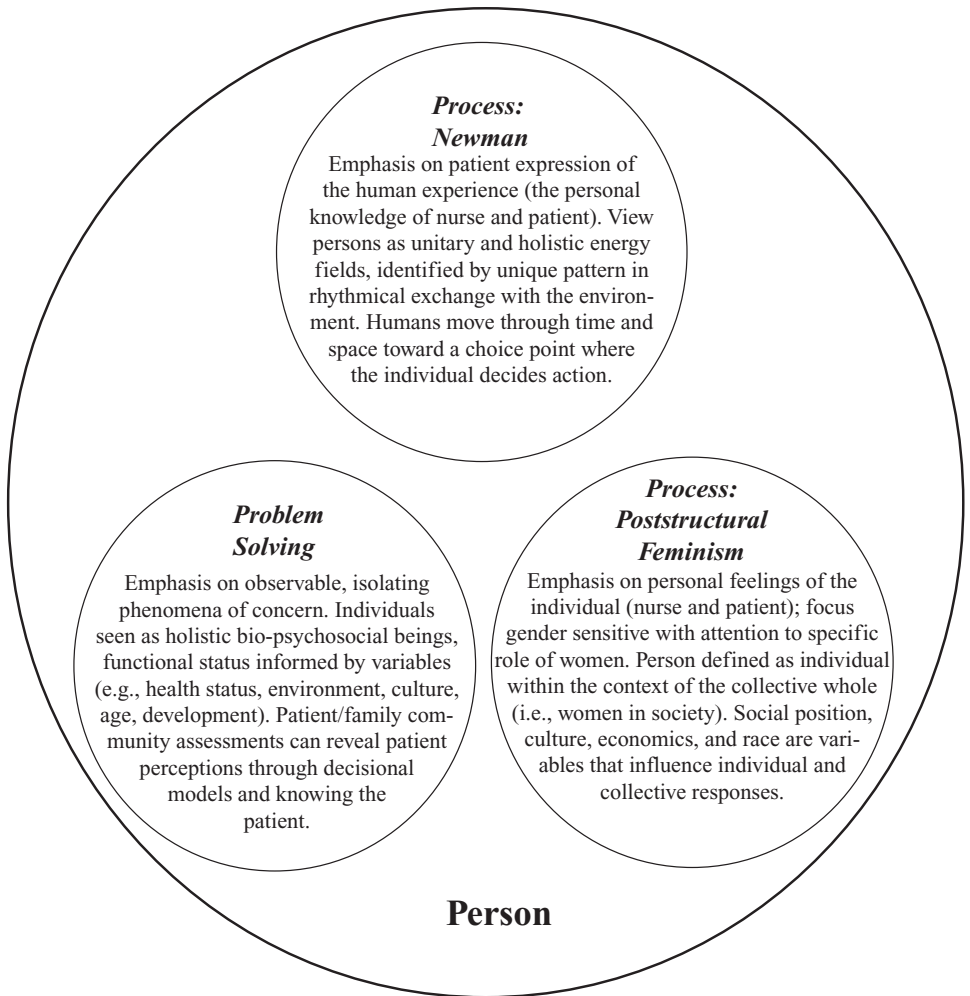 Process:
Newman
Emphasis on patient expression of
the human experience (the personal
knowledge of nurse and patient). View
persons as unitary and holistic energy
fields, identified by unique pattern in
rhythmical exchange with the environ-
ment. Humans move through time and
space toward a choice point where
the individual decides action.
Problem
Solving
Emphasis on observable, isolating
phenomena of concern. Individuals
seen as holistic bio-psychosocial beings,
functional status informed by variables
(e.g., health status, environment, culture,
age, development). Patient/family com-
munity assessments can reveal patient
perceptions through decisional
models and knowing the
patient.
Process:
Poststructural
Feminism
Emphasis on personal feelings of the
individual (nurse and patient); focus
gender sensitive with attention to specific
role of women. Person defined as individual
within the context of the collective whole
(i.e., women in society). Social position,
culture, economics, and race are vari-
ables that influence individual and
collective responses.
Person